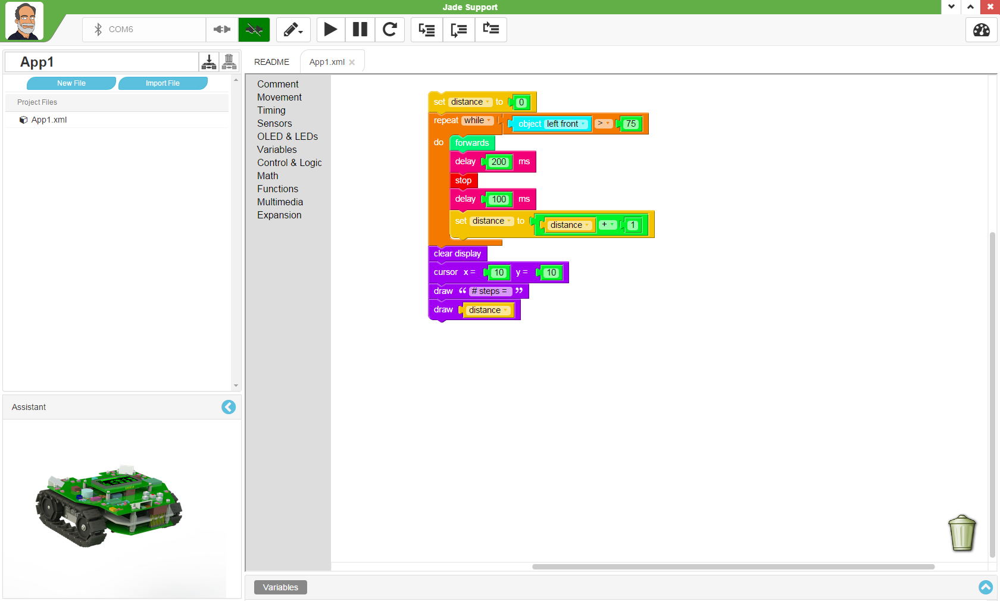 Jade Support
COM6
App1
New File
Import File
Project Files
App1.xml
Assistant
README
App1.xml
Comment
Movement
Timing
Sensors
OLED & LEDs
Variables
Control & Logic
Math
Functions
Multimedia
Expansion
set distance to 0
repeat while object left front > 75
do forwards
delay 200 ms
stop
delay 100 ms
set distance to distance + 1
clear display
cursor x = 10 y = 10
draw “ # steps = ”
draw distance
Variables